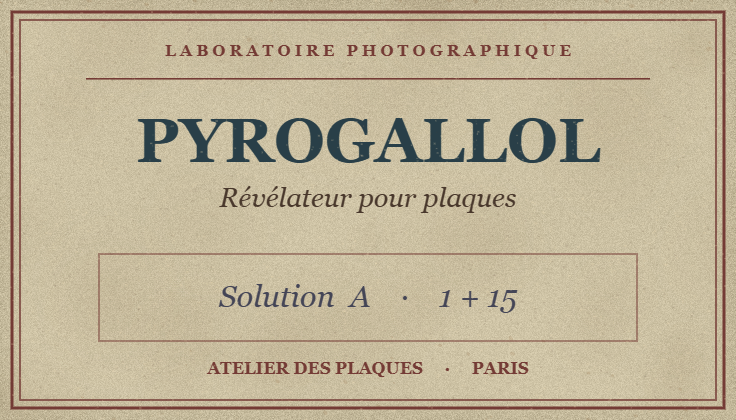 LABORATOIRE PHOTOGRAPHIQUE
PYROGALLOL
Révélateur pour plaques
Solution A · 1 + 15
ATELIER DES PLAQUES · PARIS